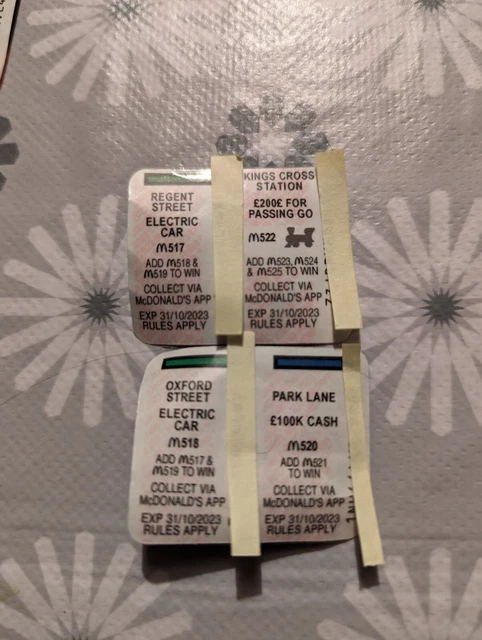 REGENT
STREET
ELECTRIC
CAR
M517
ADD M518 &
M519 TO WIN
COLLECT VIA
McDONALD'S APP
EXP 31/10/2023
RULES APPLY
KINGS CROSS
STATION
£200£ FOR
PASSING GO
M522
ADD M523, M524
& M525 TO WIN
COLLECT VIA
McDONALD'S APP
EXP 31/10/2023
RULES APPLY
OXFORD
STREET
ELECTRIC
CAR
M518
ADD M517 &
M519 TO WIN
COLLECT VIA
McDONALD'S APP
EXP 31/10/2023
RULES APPLY
PARK LANE
£100K CASH
M520
ADD M521
TO WIN
COLLECT VIA
McDONALD'S APP
EXP 31/10/2023
RULES APPLY